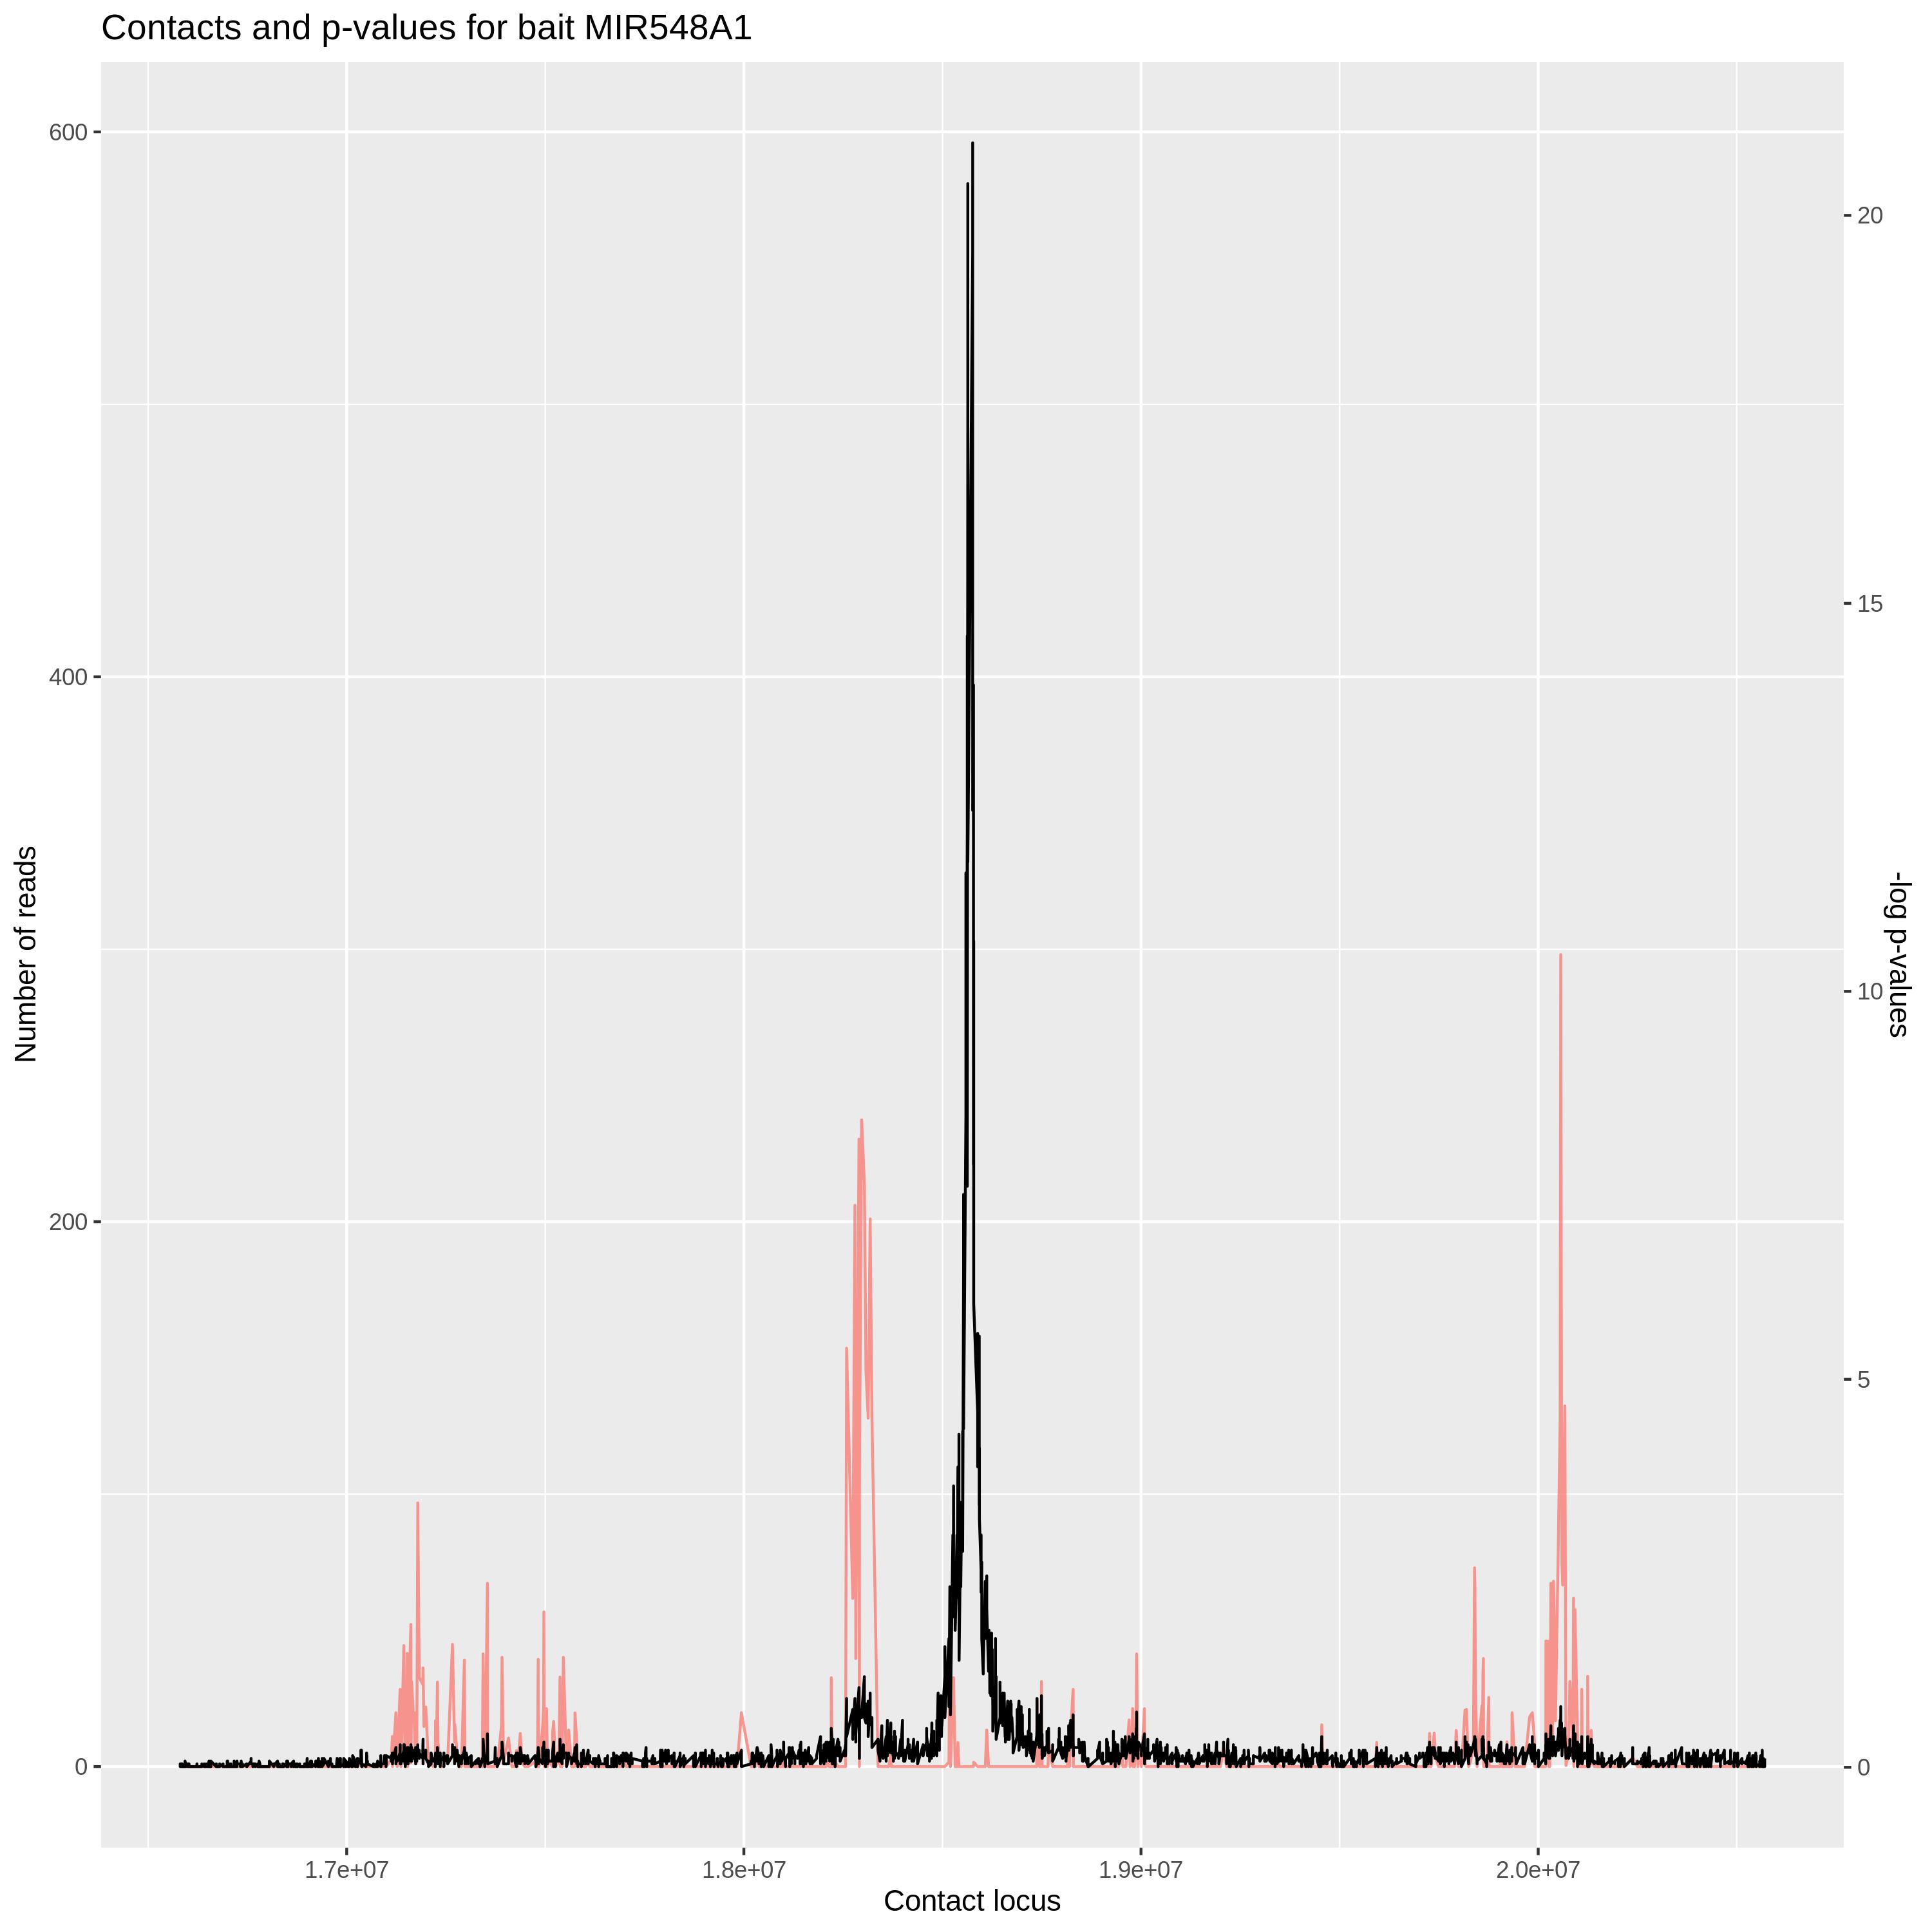 Contacts and p-values for bait MIR548A1
600
400
200
0
Number of reads
20
15
10
5
0
-log p-values
1.7e+07
1.8e+07
1.9e+07
2.0e+07
Contact locus